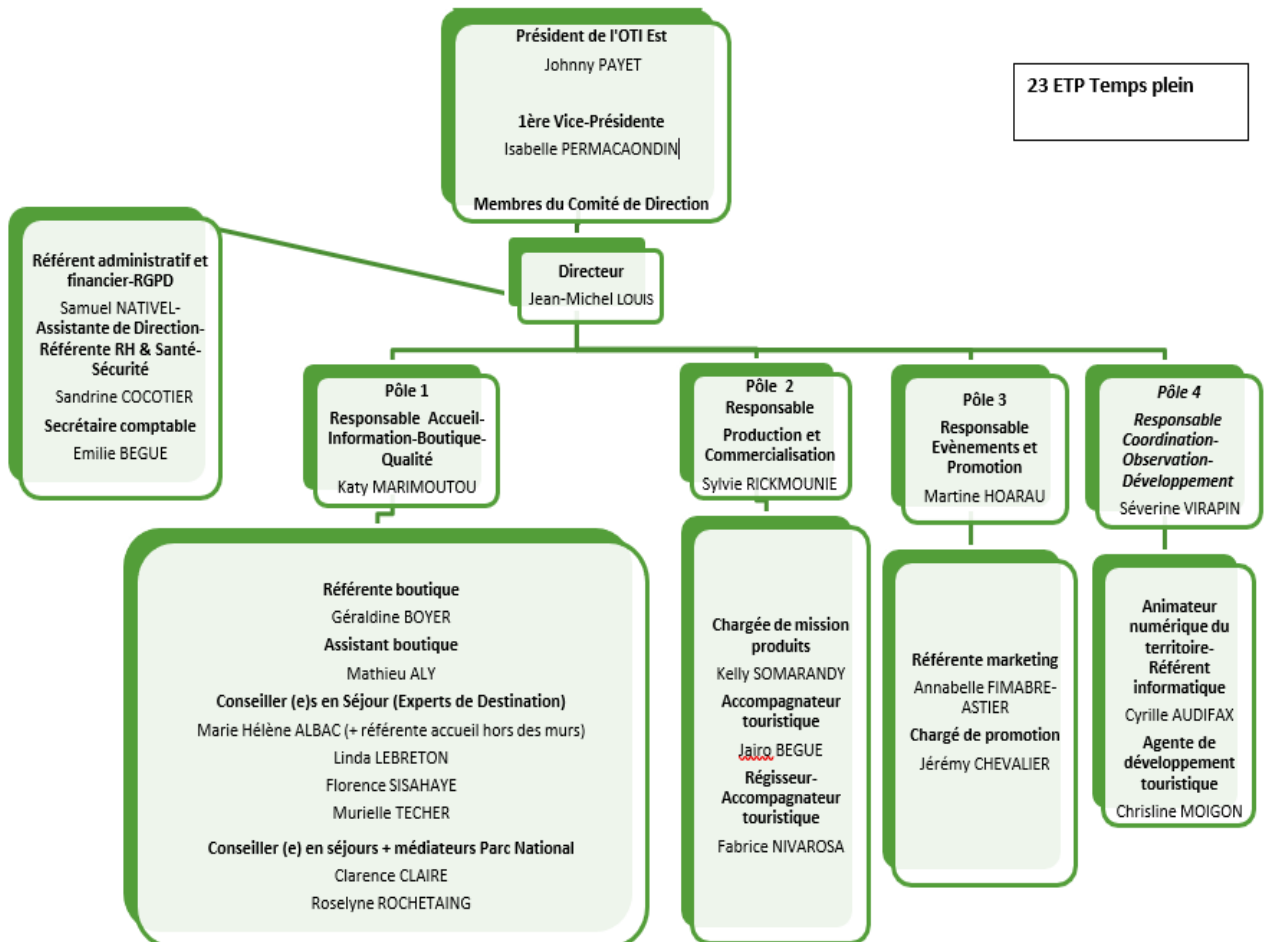 Président de l'OTI Est
Johnny PAYET
1ère Vice-Présidente
Isabelle PERMACAONDIN
Membres du Comité de Direction
23 ETP Temps plein
Directeur
Jean-Michel LOUIS
Référent administratif et
financier-RGPD
Samuel NATIVEL-
Assistante de Direction-
Référente RH & Santé-
Sécurité
Sandrine COCOTIER
Secrétaire comptable
Emilie BEGUE
Pôle 1
Responsable Accueil-
Information-Boutique-
Qualité
Katy MARIMOUTOU
Référente boutique
Géraldine BOYER
Assistant boutique
Mathieu ALY
Conseiller (e)s en Séjour (Experts de Destination)
Marie Hélène ALBAC (+ référente accueil hors des murs)
Linda LEBRETON
Florence SISAHAYE
Murielle TECHER
Conseiller (e) en séjours + médiateurs Parc National
Clarence CLAIRE
Roselyne ROCHETAING
Pôle 2
Responsable
Production et
Commercialisation
Sylvie RICKMOUNIE
Chargée de mission
produits
Kelly SOMARANDY
Accompagnateur
touristique
Jairo BEGUE
Régisseur-
Accompagnateur
touristique
Fabrice NIVAROSA
Pôle 3
Responsable
Evènements et
Promotion
Martine HOARAU
Référente marketing
Annabelle FIMABRE-
ASTIER
Chargé de promotion
Jérémy CHEVALIER
Pôle 4
Responsable
Coordination-
Observation-
Développement
Séverine VIRAPIN
Animateur
numérique du
territoire-
Référent
informatique
Cyrille AUDIFAX
Agente de
développement
touristique
Chrisline MOIGON